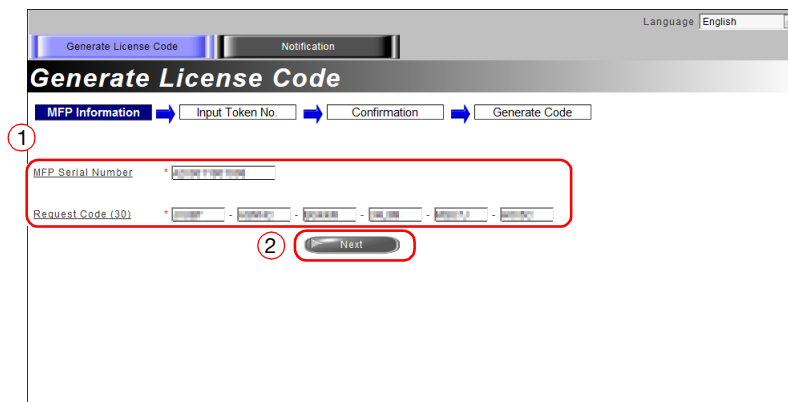 Language English
Generate License Code Notification
Generate License Code
MFP Information Input Token No. Confirmation Generate Code
1
MFP Serial Number *
Request Code (30) * - - - - -
2 Next